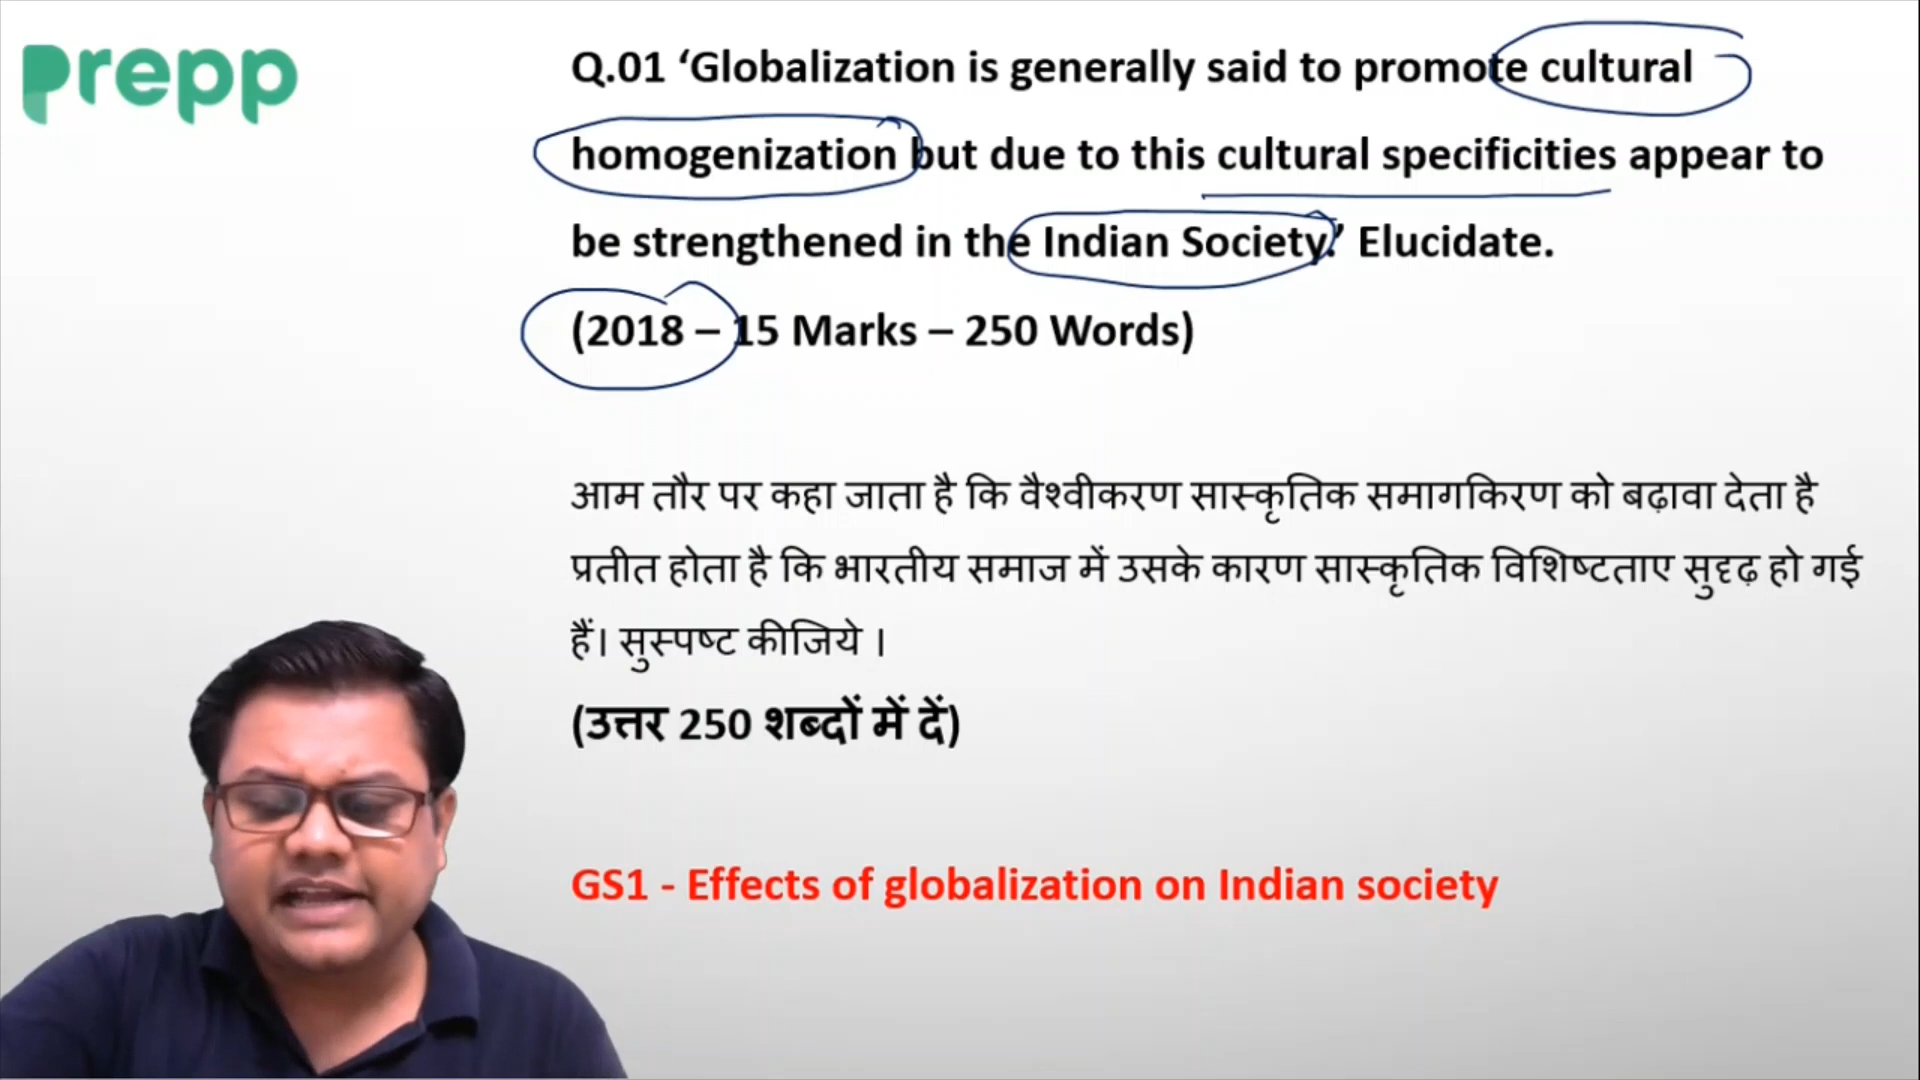 prepp
Q.01 ‘Globalization is generally said to promote cultural
homogenization but due to this cultural specificities appear to
be strengthened in the Indian Society.’ Elucidate.
(2018 – 15 Marks – 250 Words)
आम तौर पर कहा जाता है कि वैश्वीकरण सास्कृतिक समागकिरण को बढ़ावा देता है
प्रतीत होता है कि भारतीय समाज में उसके कारण सास्कृतिक विशिष्टताए सुदृढ़ हो गई
हैं। सुस्पष्ट कीजिये ।
(उत्तर 250 शब्दों में दें)
GS1 - Effects of globalization on Indian society